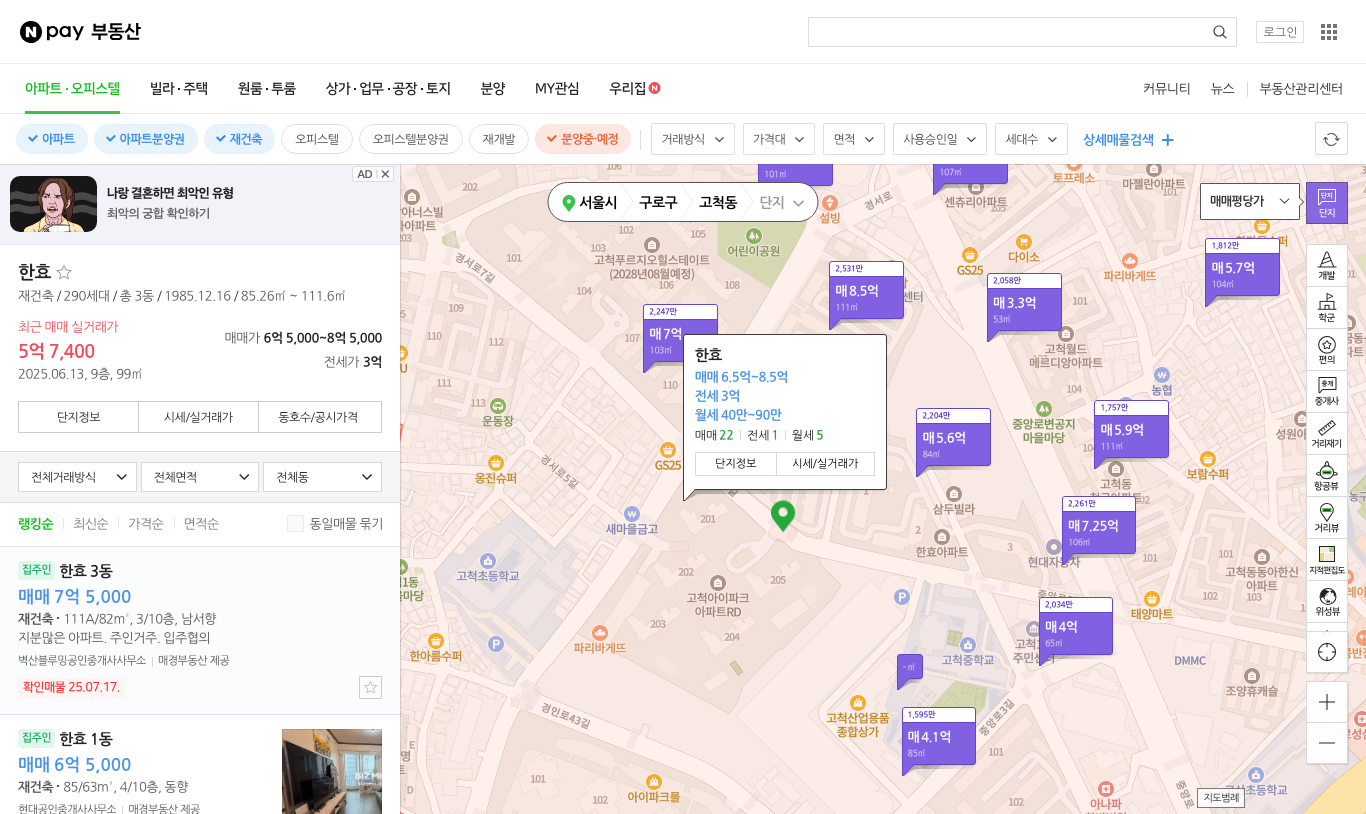 N pay 부동산
로그인
아파트·오피스텔
빌라·주택
원룸·투룸
상가·업무·공장·토지
분양
MY관심
우리집 N
커뮤니티
뉴스
부동산관리센터
아파트
아파트분양권
재건축
오피스텔
오피스텔분양권
재개발
분양중·예정
거래방식
가격대
면적
사용승인일
세대수
상세매물검색
AD
나랑 결혼하면 최악인 유형
최악의 궁합 확인하기
한효
재건축 / 290세대 / 총 3동 / 1985.12.16 / 85.26㎡ ~ 111.6㎡
최근 매매 실거래가
5억 7,400
2025.06.13, 9층, 99㎡
매매가 6억 5,000~8억 5,000
전세가 3억
단지정보
시세/실거래가
동호수/공시가격
전체거래방식
전체면적
전체동
랭킹순
최신순
가격순
면적순
동일매물 묶기
집주인 한효 3동
매매 7억 5,000
재건축 · 111A/82㎡, 3/10층, 남서향
지분많은 아파트. 주인거주. 입주협의
벽산블루밍공인중개사사무소
매경부동산 제공
확인매물 25.07.17.
집주인 한효 1동
매매 6억 5,000
재건축 · 85/63㎡, 4/10층, 동향
현대공인중개사사무소
매경부동산 제공
서울시
구로구
고척동
단지
매매평당가
단지
단지
개발
학군
편의
중개
중개사
거리재기
항공뷰
거리뷰
지적편집도
위성뷰
지도범례
101㎡
107㎡
2,531만
매8.5억
111㎡
2,058만
매3.3억
53㎡
1,812만
매5.7억
104㎡
2,247만
매7억
103㎡
2,204만
매5.6억
84㎡
1,757만
매5.9억
111㎡
2,261만
매7.25억
106㎡
2,034만
매4억
65㎡
-㎡
1,595만
매4.1억
85㎡
한효
매매 6.5억~8.5억
전세 3억
월세 40만~90만
매매 22
전세 1
월세 5
단지정보
시세/실거래가
고척푸르지오힐스테이트
(2028년08월예정)
어린이공원
설빙
센츄리아파트
토프레소
마젤란아파트
GS25
다이소
파리바게뜨
고척월드
메르디앙아파트
농협
중앙로변공지
마을마당
보람수퍼
고척동
삼두빌라
한효아파트
현대자동차
고척동동아한신
아파트
태양마트
고척중학교
DMMC
조양휴캐슬
고척산업용품
종합상가
아나파
아이파크몰
파리바게뜨
한아름수퍼
고척아이파크
아파트RD
고척초등학교
새마을금고
GS25
웅진슈퍼
운동장
경서로7길
경서로5길
경서로
경인로43길
중앙로3길